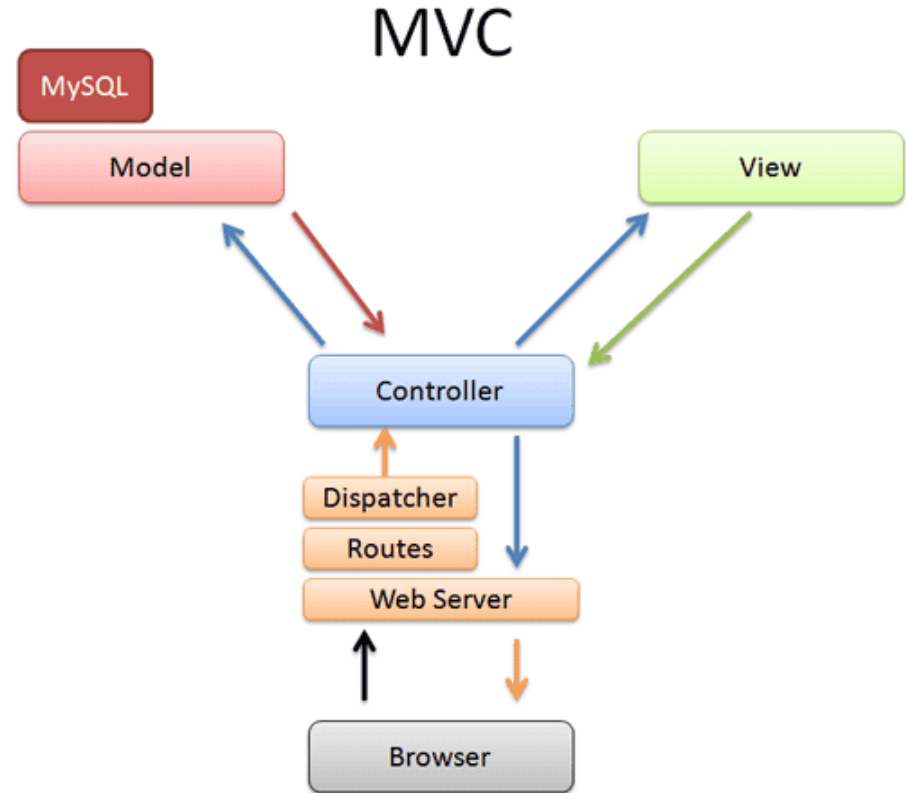 MVC
MySQL
Model
View
Controller
Dispatcher
Routes
Web Server
Browser